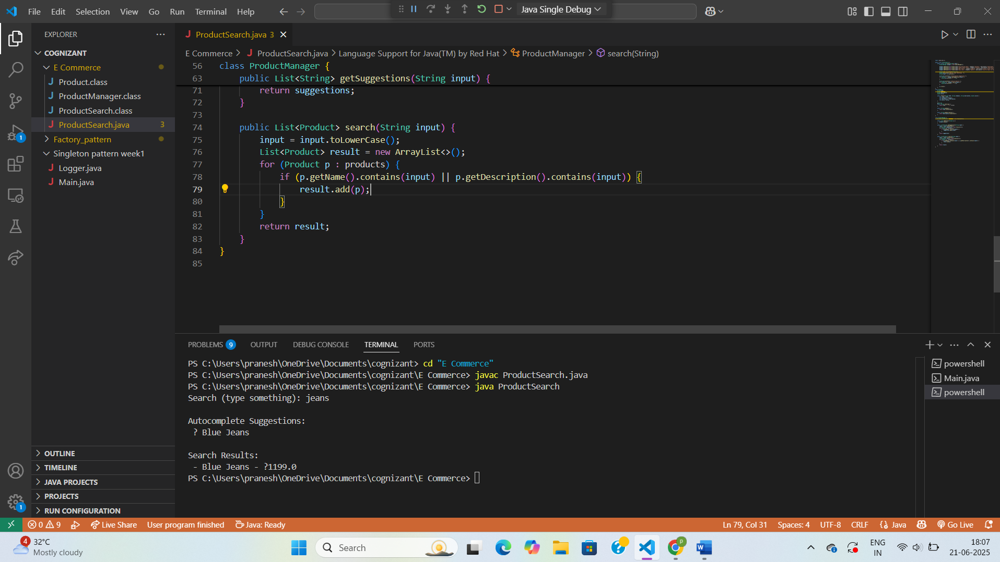 File Edit Selection View Go Run Terminal Help
Java Single Debug
EXPLORER
COGNIZANT
E Commerce
Product.class
ProductManager.class
ProductSearch.class
ProductSearch.java 3
Factory_pattern
Singleton pattern week1
Logger.java
Main.java
OUTLINE
TIMELINE
JAVA PROJECTS
PROJECTS
RUN CONFIGURATION
ProductSearch.java 3
E Commerce > ProductSearch.java > Language Support for Java(TM) by Red Hat > ProductManager > search(String)
56 class ProductManager {
63 public List<String> getSuggestions(String input) {
71 return suggestions;
72 }
73
74 public List<Product> search(String input) {
75 input = input.toLowerCase();
76 List<Product> result = new ArrayList<>();
77 for (Product p : products) {
78 if (p.getName().contains(input) || p.getDescription().contains(input)) {
79 result.add(p);
80 }
81 }
82 return result;
83 }
84 }
85
PROBLEMS 9 OUTPUT DEBUG CONSOLE TERMINAL PORTS
PS C:\Users\pranesh\OneDrive\Documents\cognizant> cd "E Commerce"
PS C:\Users\pranesh\OneDrive\Documents\cognizant\E Commerce> javac ProductSearch.java
PS C:\Users\pranesh\OneDrive\Documents\cognizant\E Commerce> java ProductSearch
Search (type something): jeans
Autocomplete Suggestions:
? Blue Jeans
Search Results:
- Blue Jeans - ?1199.0
PS C:\Users\pranesh\OneDrive\Documents\cognizant\E Commerce>
powershell
Main.java
powershell
1
1
0 9 Live Share User program finished Java: Ready Ln 79, Col 31 Spaces: 4 UTF-8 CRLF {} Java Go Live
4
32°C
Mostly cloudy
Search
P
ENG
IN
18:07
21-06-2025